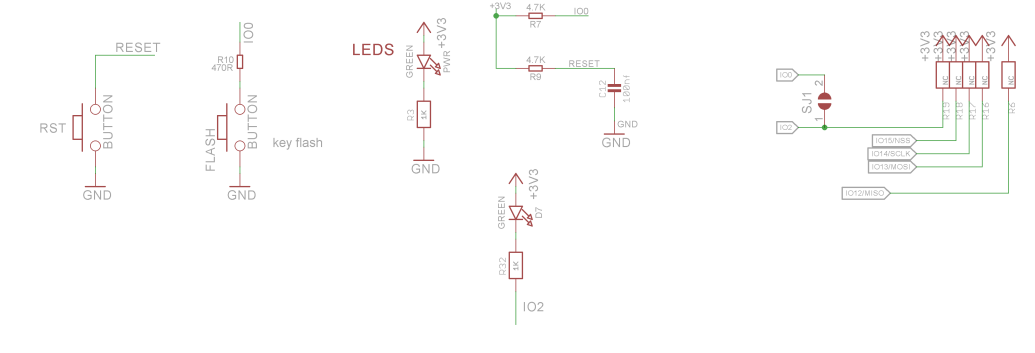 RESET
RST
BUTTON
GND
IO0
R10
470R
FLASH
BUTTON
key flash
GND
LEDS
+3V3
GREEN
PWR
R3
1K
GND
+3V3
4.7K
R7
IO0
4.7K
R9
RESET
C12
100nf
GND
GND
+3V3
GREEN
D7
R32
1K
IO2
IO0
2
SJ1
1
IO2
+3V3
+3V3
+3V3
+3V3
NC
NC
NC
NC
NC
R19
R18
R17
R16
R6
IO15/NSS
IO14/SCLK
IO13/MOSI
IO12/MISO